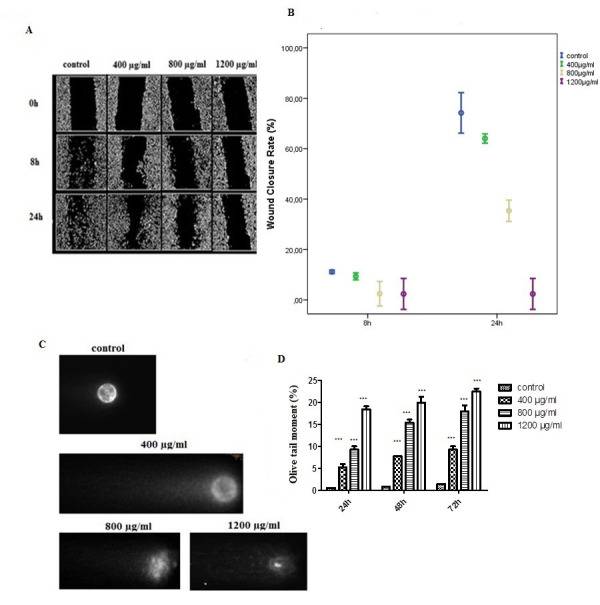 A
control 400 µg/ml 800 µg/ml 1200 µg/ml
0h
8h
24h
B
Wound Closure Rate (%)
100,00
80,00
60,00
40,00
20,00
,00
8h 24h
control
400µg/ml
800µg/ml
1200µg/ml
C
control
400 µg/ml
800 µg/ml 1200 µg/ml
D
Olive tail moment (%)
25
20
15
10
5
0
*** *** ***
*** *** ***
*** *** ***
24h 48h 72h
control
400 µg/ml
800 µg/ml
1200 µg/ml